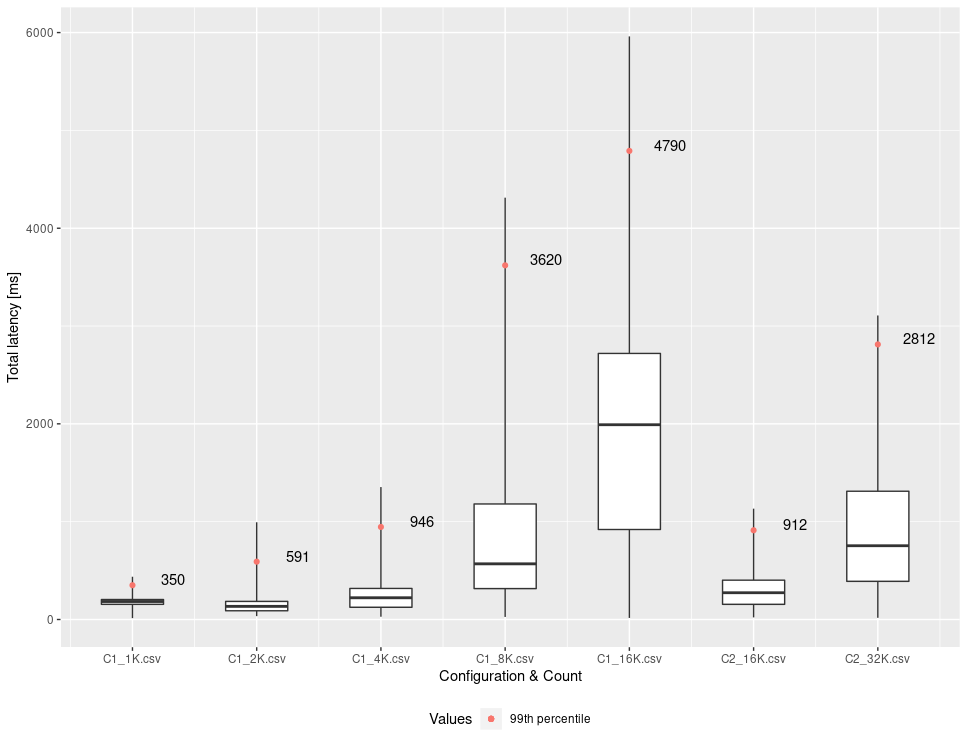 6000
4790
4000
3620
2812
2000
946
912
591
350
0
Total latency [ms]
C1_1K.csv C1_2K.csv C1_4K.csv C1_8K.csv C1_16K.csv C2_16K.csv C2_32K.csv
Configuration & Count
Values 99th percentile